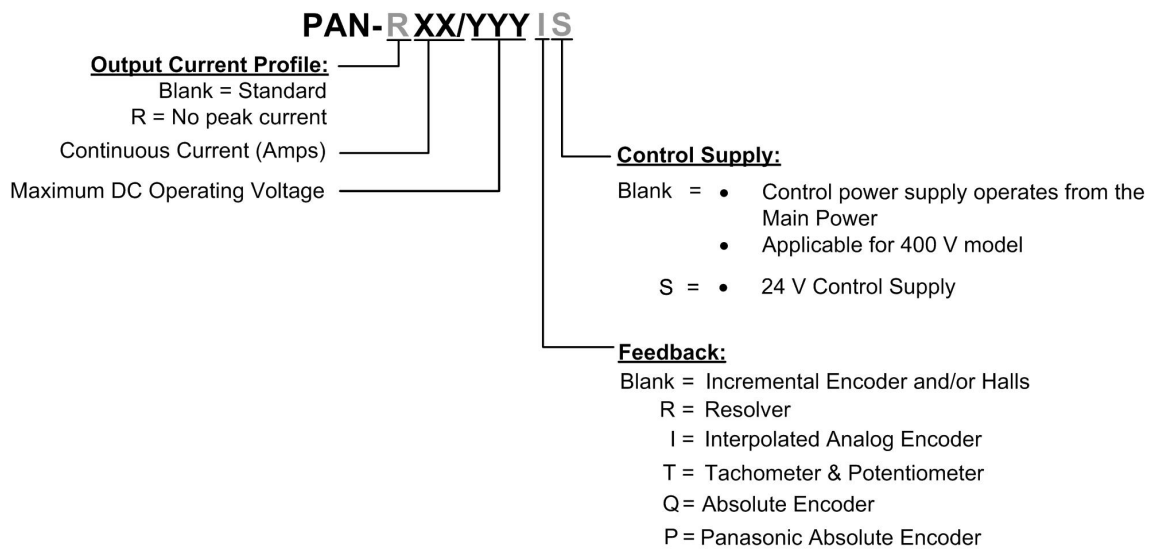 PAN-RXX/YYYIS
Output Current Profile:
Blank = Standard
R = No peak current
Continuous Current (Amps)
Maximum DC Operating Voltage
Control Supply:
Blank = • Control power supply operates from the
Main Power
• Applicable for 400 V model
S = • 24 V Control Supply
Feedback:
Blank = Incremental Encoder and/or Halls
R = Resolver
I = Interpolated Analog Encoder
T = Tachometer & Potentiometer
Q = Absolute Encoder
P = Panasonic Absolute Encoder